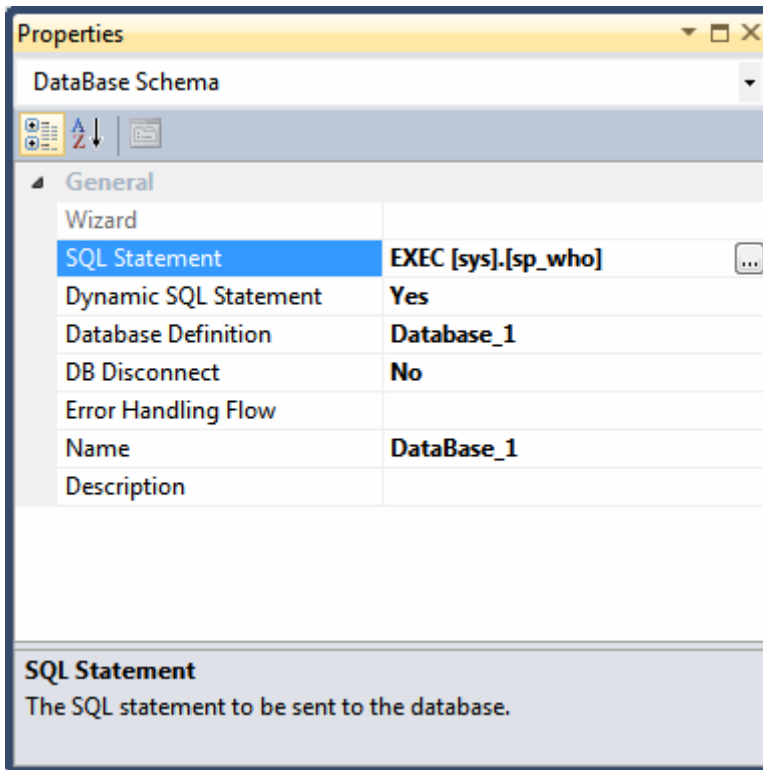 Properties
DataBase Schema
General
Wizard
SQL Statement EXEC [sys].[sp_who] ...
Dynamic SQL Statement Yes
Database Definition Database_1
DB Disconnect No
Error Handling Flow
Name DataBase_1
Description
SQL Statement
The SQL statement to be sent to the database.